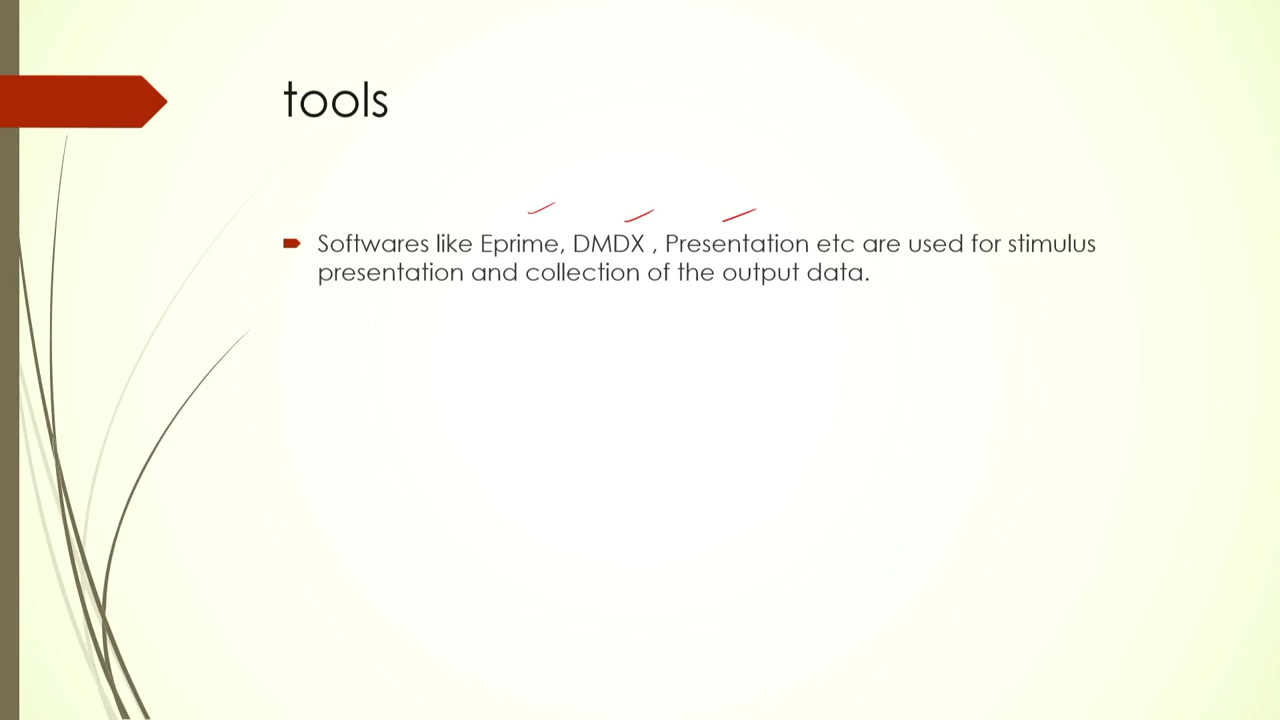 tools
Softwares like Eprime, DMDX , Presentation etc are used for stimulus
presentation and collection of the output data.